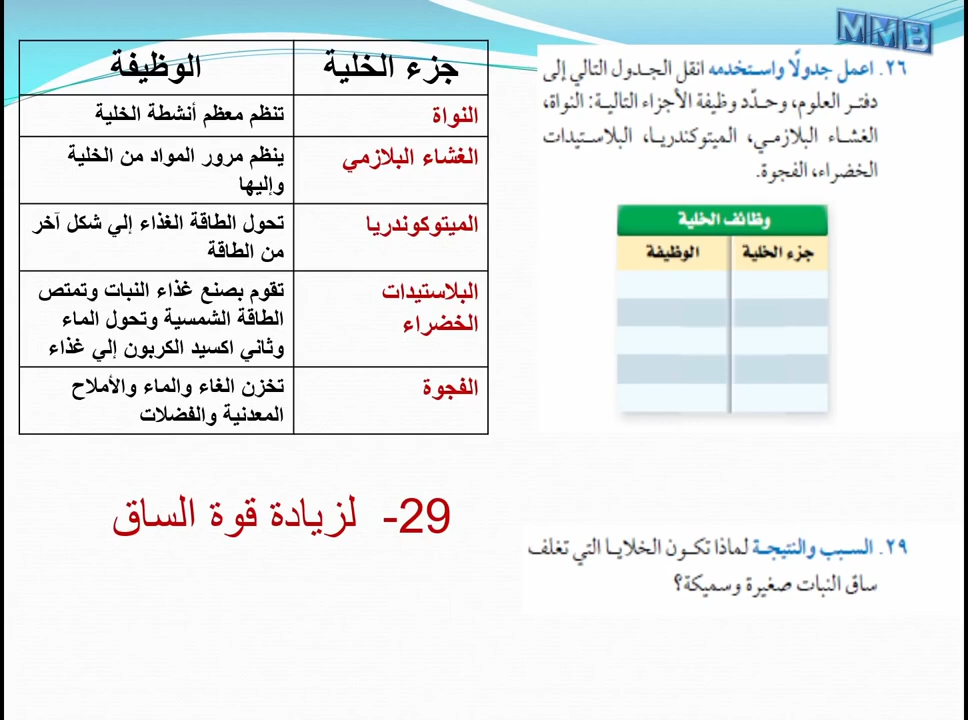 MMB
٢٦. اعمل جدولًا واستخدمه انقل الجدول التالي إلى
دفتر العلوم، وحدّد وظيفة الأجزاء التالية: النواة،
الغشاء البلازمي، الميتوكندريا، البلاستيدات
الخضراء، الفجوة.
وظائف الخلية
جزء الخلية الوظيفة
جزء الخلية الوظيفة
النواة تنظم معظم أنشطة الخلية
الغشاء البلازمي ينظم مرور المواد من الخلية
وإليها
الميتوكوندريا تحول الطاقة الغذاء إلي شكل آخر
من الطاقة
البلاستيدات تقوم بصنع غذاء النبات وتمتص
الخضراء الطاقة الشمسية وتحول الماء
وثاني اكسيد الكربون إلي غذاء
الفجوة تخزن الغاء والماء والأملاح
المعدنية والفضلات
٢٩. السبب والنتيجة لماذا تكون الخلايا التي تغلف
ساق النبات صغيرة وسميكة؟
29- لزيادة قوة الساق